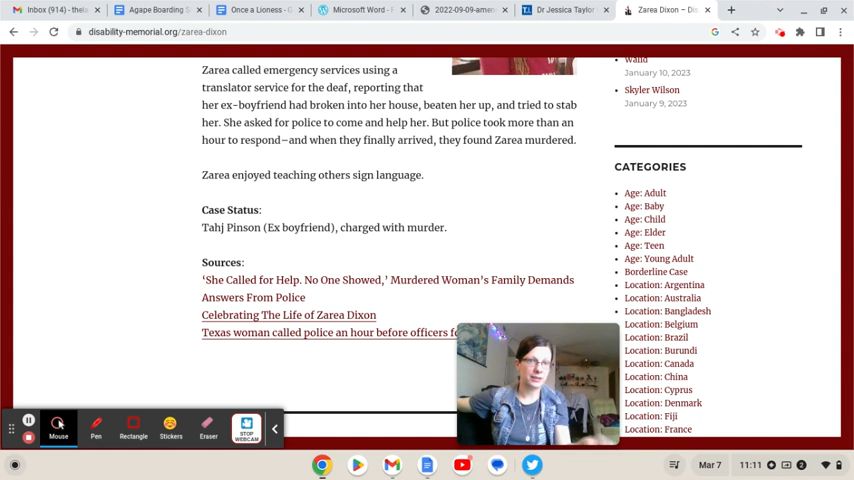 Inbox (914) - thela
Agape Boarding S
Once a Lioness - G
Microsoft Word - F
2022-09-09-amen
Dr Jessica Taylor
Zarea Dixon – Dis
disability-memorial.org/zarea-dixon
Zarea called emergency services using a
translator service for the deaf, reporting that
her ex-boyfriend had broken into her house, beaten her up, and tried to stab
her. She asked for police to come and help her. But police took more than an
hour to respond–and when they finally arrived, they found Zarea murdered.
Zarea enjoyed teaching others sign language.
Case Status:
Tahj Pinson (Ex boyfriend), charged with murder.
Sources:
‘She Called for Help. No One Showed,’ Murdered Woman’s Family Demands
Answers From Police
Celebrating The Life of Zarea Dixon
Texas woman called police an hour before officers fo
Walid
January 10, 2023
Skyler Wilson
January 9, 2023
CATEGORIES
Age: Adult
Age: Baby
Age: Child
Age: Elder
Age: Teen
Age: Young Adult
Borderline Case
Location: Argentina
Location: Australia
Location: Bangladesh
Location: Belgium
Location: Brazil
Location: Burundi
Location: Canada
Location: China
Location: Cyprus
Location: Denmark
Location: Fiji
Location: France
Mouse
Pen
Rectangle
Stickers
Eraser
STOP
WEBCAM
Mar 7
11:11
2